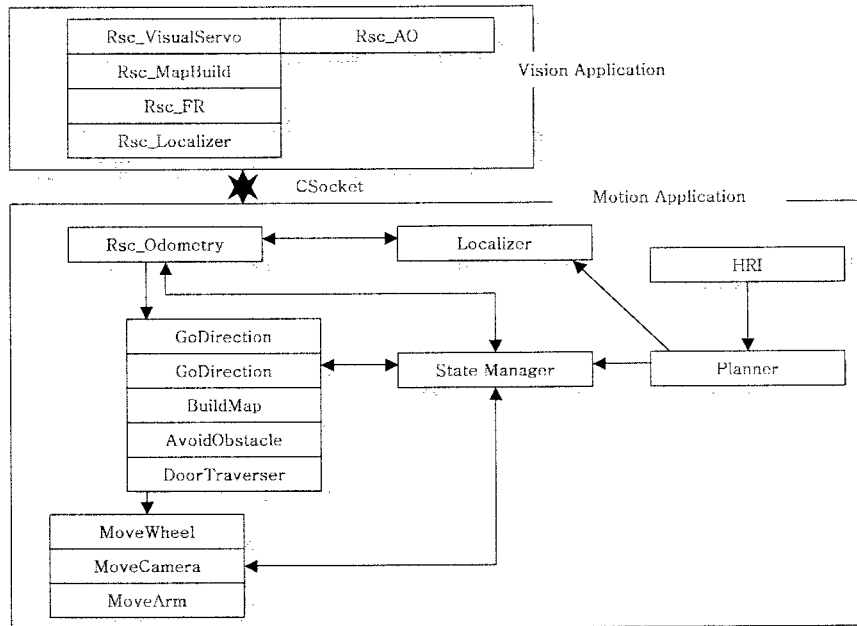 Rsc_VisualServo
Rsc_AO
Rsc_MapBuild
Rsc_FR
Rsc_Localizer
Vision Application
CSocket
Motion Application
Rsc_Odometry
Localizer
HRI
GoDirection
GoDirection
BuildMap
AvoidObstacle
DoorTraverser
State Manager
Planner
MoveWheel
MoveCamera
MoveArm